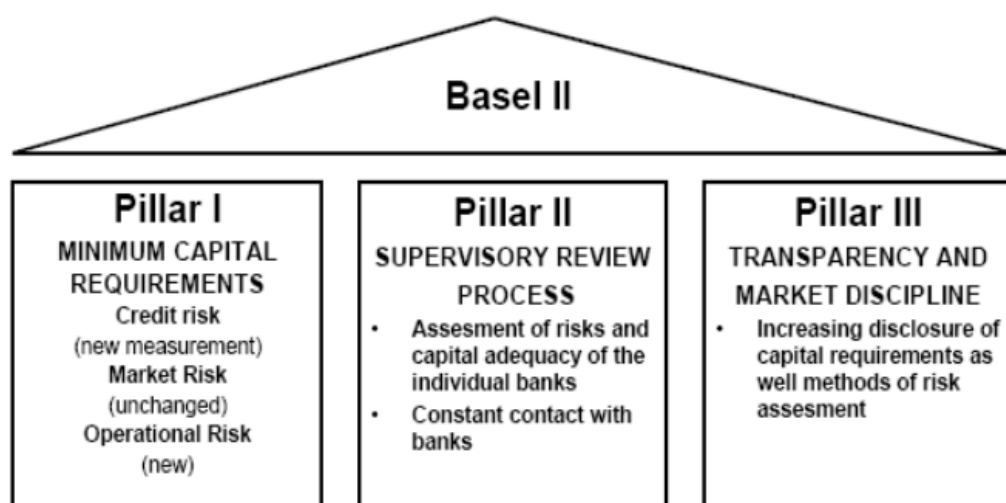 Basel II
Pillar I
MINIMUM CAPITAL
REQUIREMENTS
Credit risk
(new measurement)
Market Risk
(unchanged)
Operational Risk
(new)
Pillar II
SUPERVISORY REVIEW
PROCESS
• Assesment of risks and
capital adequacy of the
individual banks
• Constant contact with
banks
Pillar III
TRANSPARENCY AND
MARKET DISCIPLINE
• Increasing disclosure of
capital requirements as
well methods of risk
assesment